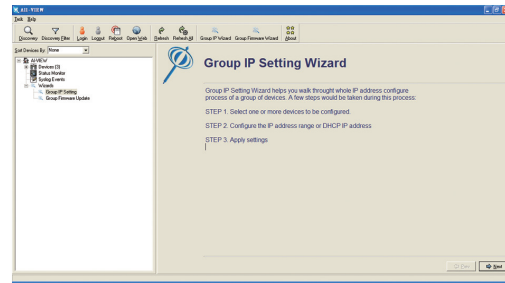 AII-VIEW
Task Help
Discovery Discovery Filter Login Logout Reboot Open Web Refresh Refresh All Group IP Wizard Group Firmware Wizard About
Sort Devices By: None
AI-VIEW
Devices (3)
Status Monitor
Syslog Events
Wizards
Group IP Setting
Group Firmware Update
Group IP Setting Wizard
Group IP Setting Wizard helps you walk throught whole IP address configure
process of a group of devices. A few steps would be taken during this process:
STEP 1. Select one or more devices to be configured.
STEP 2. Configure the IP address range or DHCP IP address
STEP 3. Apply settings
Next